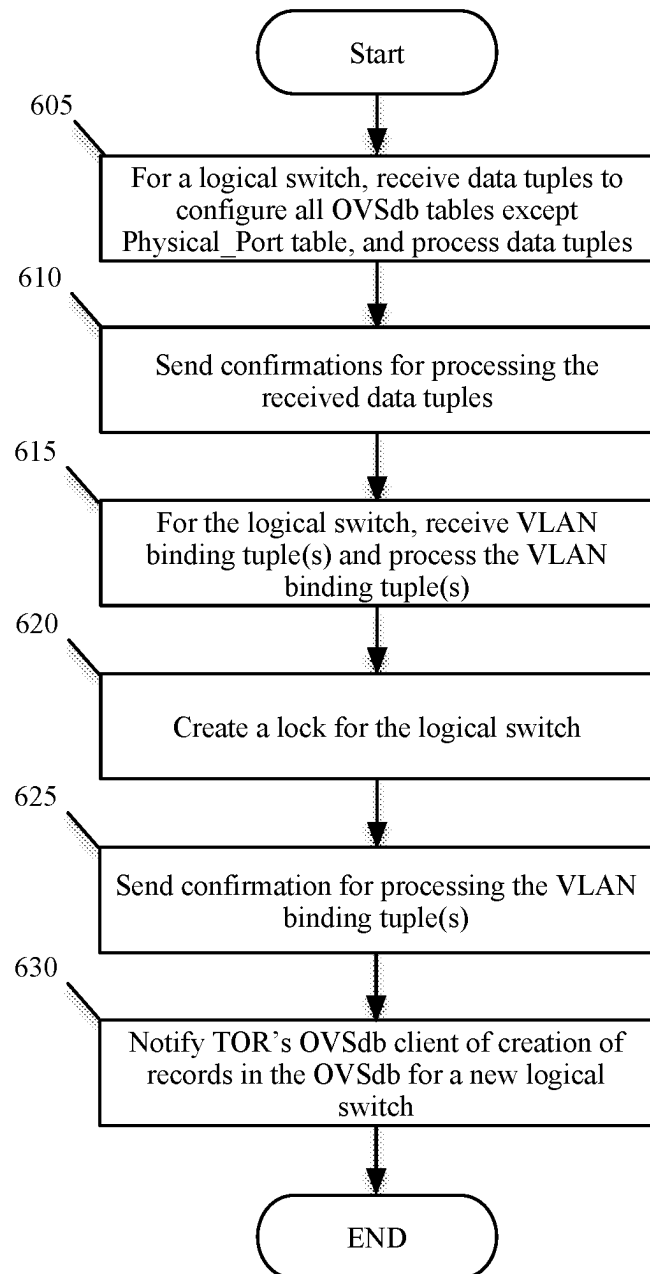 Start
605
For a logical switch, receive data tuples to
configure all OVSdb tables except
Physical_Port table, and process data tuples
610
Send confirmations for processing the
received data tuples
615
For the logical switch, receive VLAN
binding tuple(s) and process the VLAN
binding tuple(s)
620
Create a lock for the logical switch
625
Send confirmation for processing the VLAN
binding tuple(s)
630
Notify TOR's OVSdb client of creation of
records in the OVSdb for a new logical
switch
END